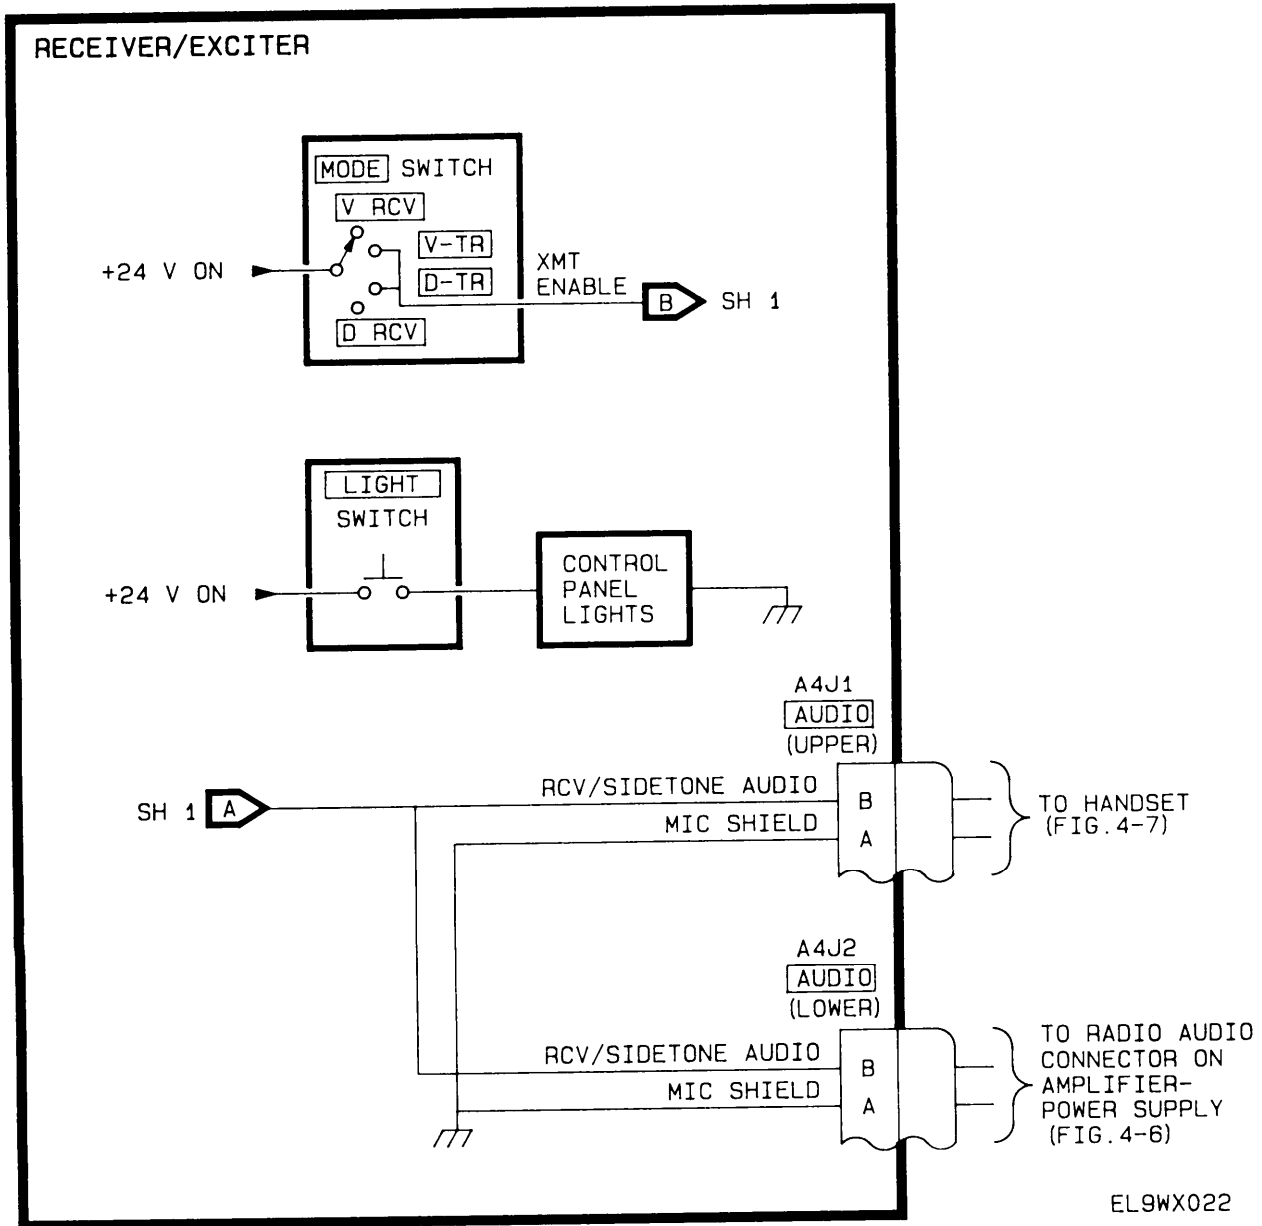 RECEIVER/EXCITER
MODE SWITCH
V RCV
V-TR
D-TR
D RCV
+24 V ON
XMT
ENABLE
B
SH 1
LIGHT
SWITCH
+24 V ON
CONTROL
PANEL
LIGHTS
A4J1
AUDIO
(UPPER)
SH 1
A
RCV/SIDETONE AUDIO
B
MIC SHIELD
A
TO HANDSET
(FIG.4-7)
A4J2
AUDIO
(LOWER)
RCV/SIDETONE AUDIO
B
MIC SHIELD
A
TO RADIO AUDIO
CONNECTOR ON
AMPLIFIER-
POWER SUPPLY
(FIG.4-6)
EL9WX022